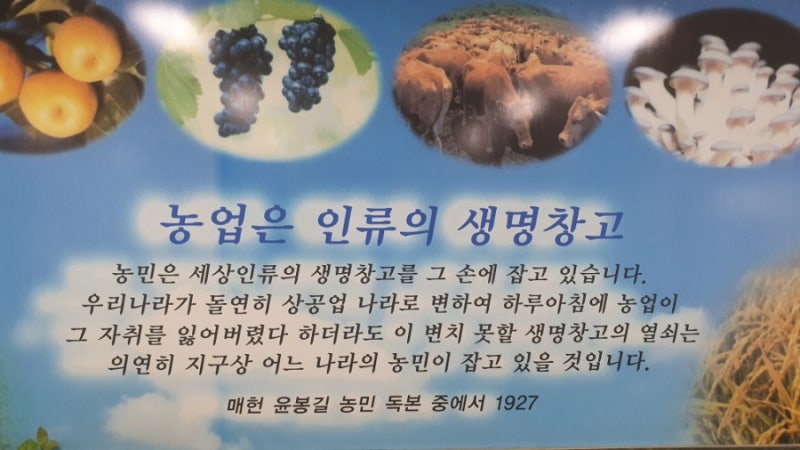 농업은 인류의 생명창고
농민은 세상인류의 생명창고를 그 손에 잡고 있습니다.
우리나라가 돌연히 상공업 나라로 변하여 하루아침에 농업이
그 자취를 잃어버렸다 하더라도 이 변치 못할 생명창고의 열쇠는
의연히 지구상 어느 나라의 농민이 잡고 있을 것입니다.
매헌 윤봉길 농민 독본 중에서 1927